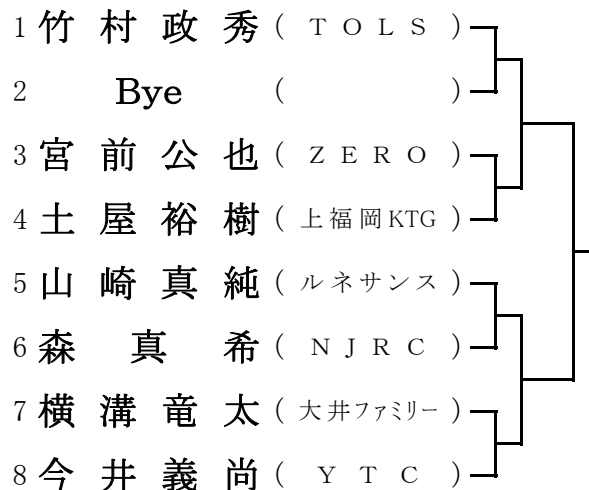 1 竹村政秀 ( TOLS )
2 Bye ( )
3 宮前公也 ( ZERO )
4 土屋裕樹 ( 上福岡KTG )
5 山崎真純 ( ルネサンス )
6 森真希 ( NJRC )
7 横溝竜太 ( 大井ファミリー )
8 今井義尚 ( YTC )